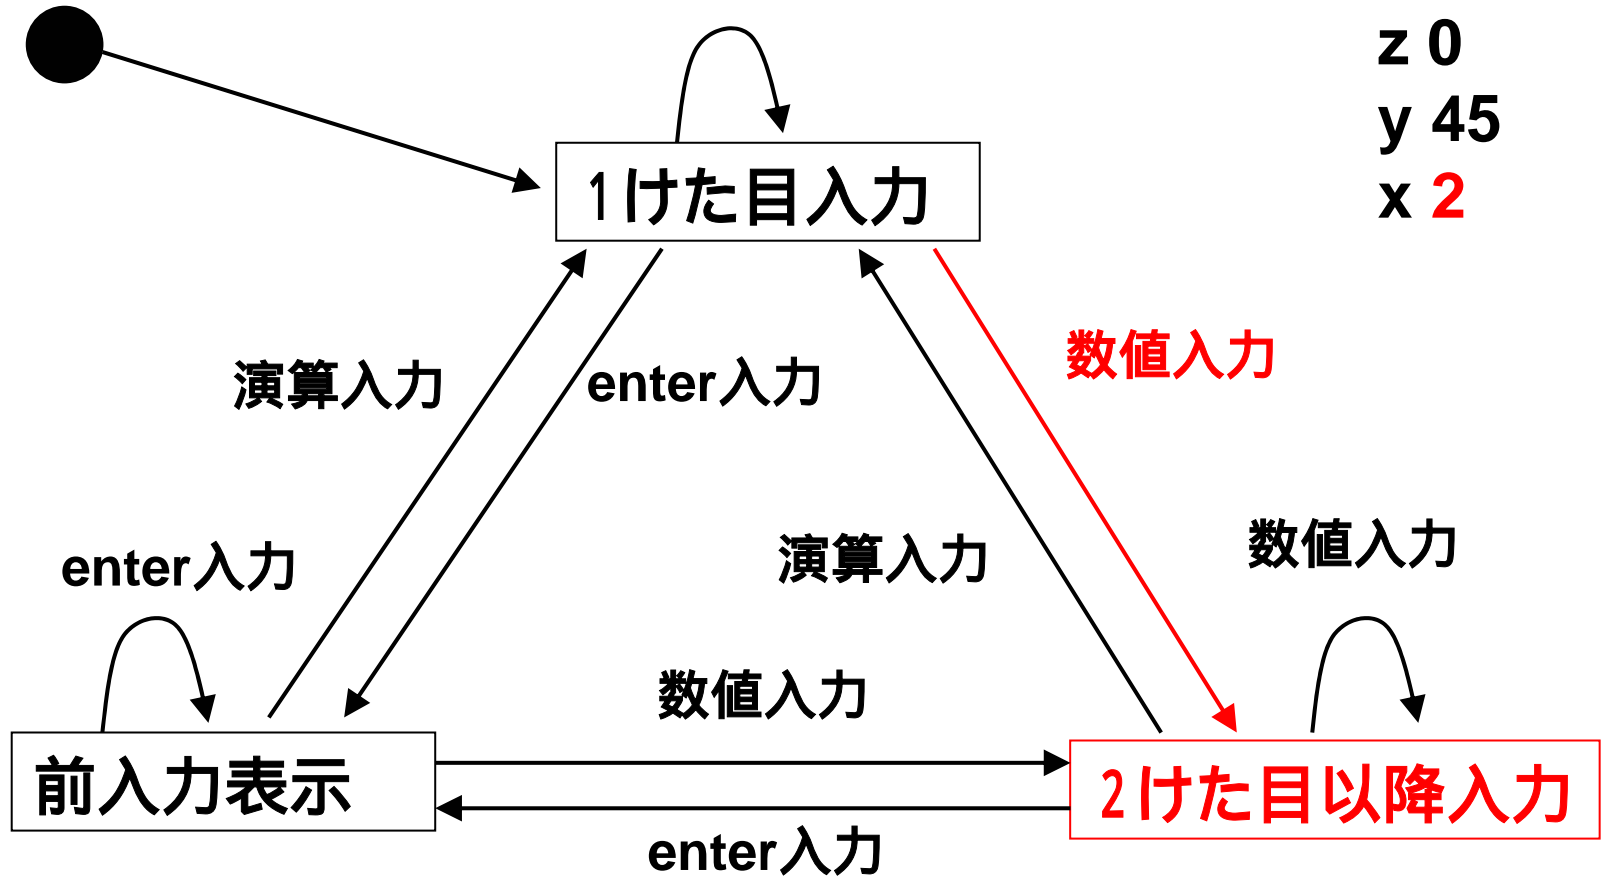 z 0
y 45
x 2
1けた目入力
数値入力
演算入力
enter入力
数値入力
演算入力
enter入力
数値入力
前入力表示
2けた目以降入力
enter入力